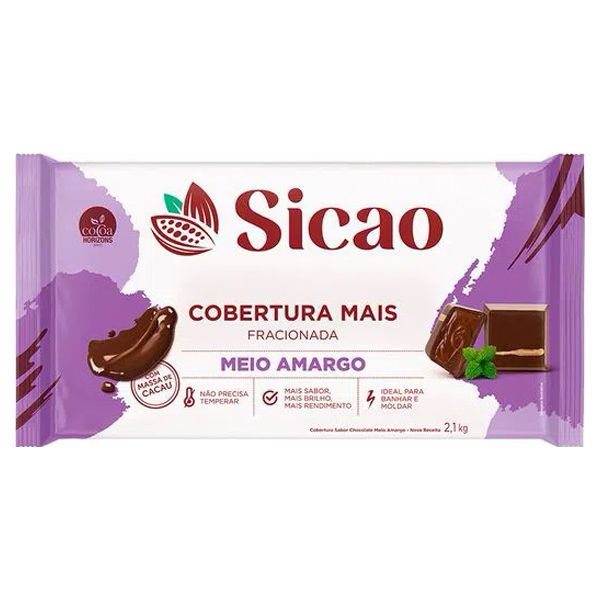 Sicao
cocoa
HORIZONS
COBERTURA MAIS
FRACIONADA
MEIO AMARGO
COM
MASSA DE
CACAU
NÃO PRECISA
TEMPERAR
MAIS SABOR,
MAIS BRILHO,
MAIS RENDIMENTO
IDEAL PARA
BANHAR E
MOLDAR
Cobertura Sabor Chocolate Meio Amargo - Nova Receita 2,1 kg